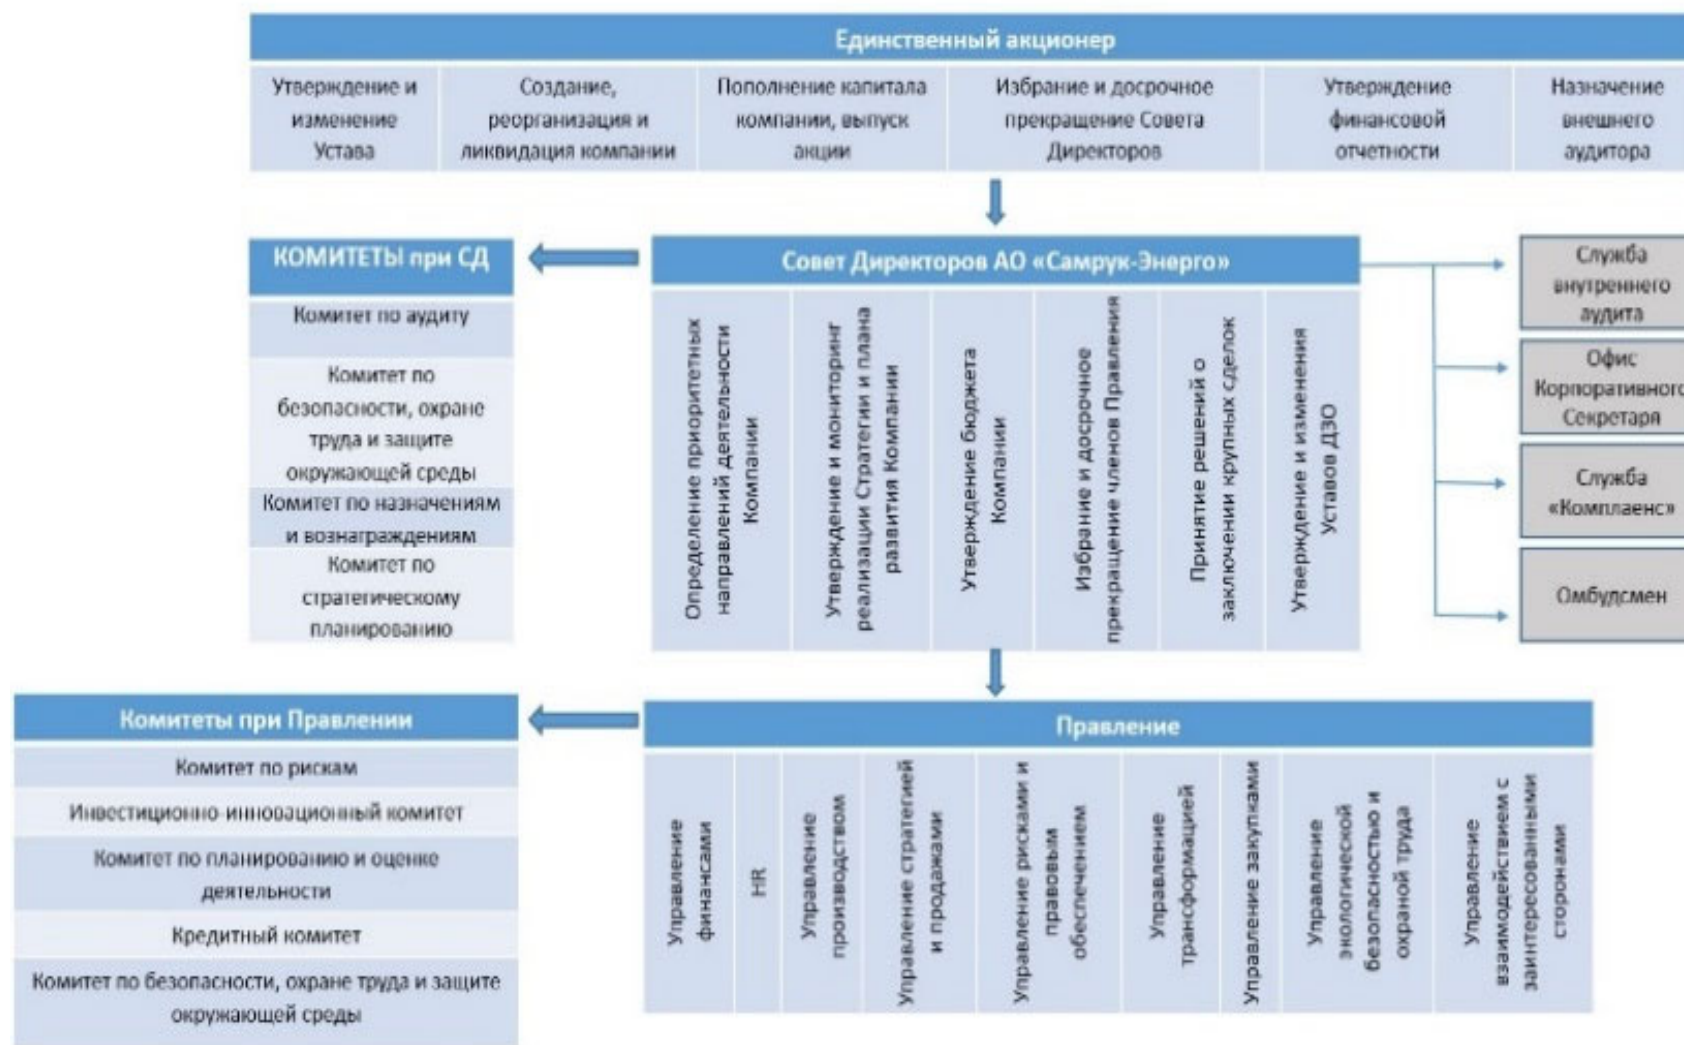 Единственный акционер
Утверждение и
изменение
Устава
Создание,
реорганизация и
ликвидация компании
Пополнение капитала
компании, выпуск
акции
Избрание и досрочное
прекращение Совета
Директоров
Утверждение
финансовой
отчетности
Назначение
внешнего
аудитора
КОМИТЕТЫ при СД
Комитет по аудиту
Комитет по
безопасности, охране
труда и защите
окружающей среды
Комитет по назначениям
и вознаграждениям
Комитет по
стратегическому
планированию
Совет Директоров АО «Самрук-Энерго»
Определение приоритетных
направлений деятельности
Компании
Утверждение и мониторинг
реализации Стратегии и плана
развития Компании
Утверждение бюджета
Компании
Избрание и досрочное
прекращение членов Правления
Принятие решений о
заключении крупных сделок
Утверждение и изменения
Уставов ДЗО
Служба
внутреннего
аудита
Офис
Корпоративного
Секретаря
Служба
«Комплаенс»
Омбудсмен
Комитеты при Правлении
Комитет по рискам
Инвестиционно-инновационный комитет
Комитет по планированию и оценке
деятельности
Кредитный комитет
Комитет по безопасности, охране труда и защите
окружающей среды
Правление
Управление
финансами
HR
Управление
производством
Управление стратегией
и продажами
Управление рисками и
правовым
обеспечением
Управление
трансформацией
Управление закупками
Управление
экологической
безопасностью и
охраной труда
Управление
взаимодействием с
заинтересованными
сторонами